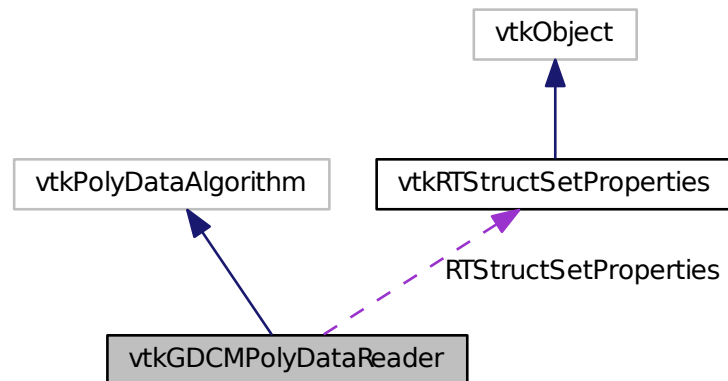 vtkObject
vtkPolyDataAlgorithm
vtkRTStructSetProperties
RTStructSetProperties
vtkGDCMPolyDataReader